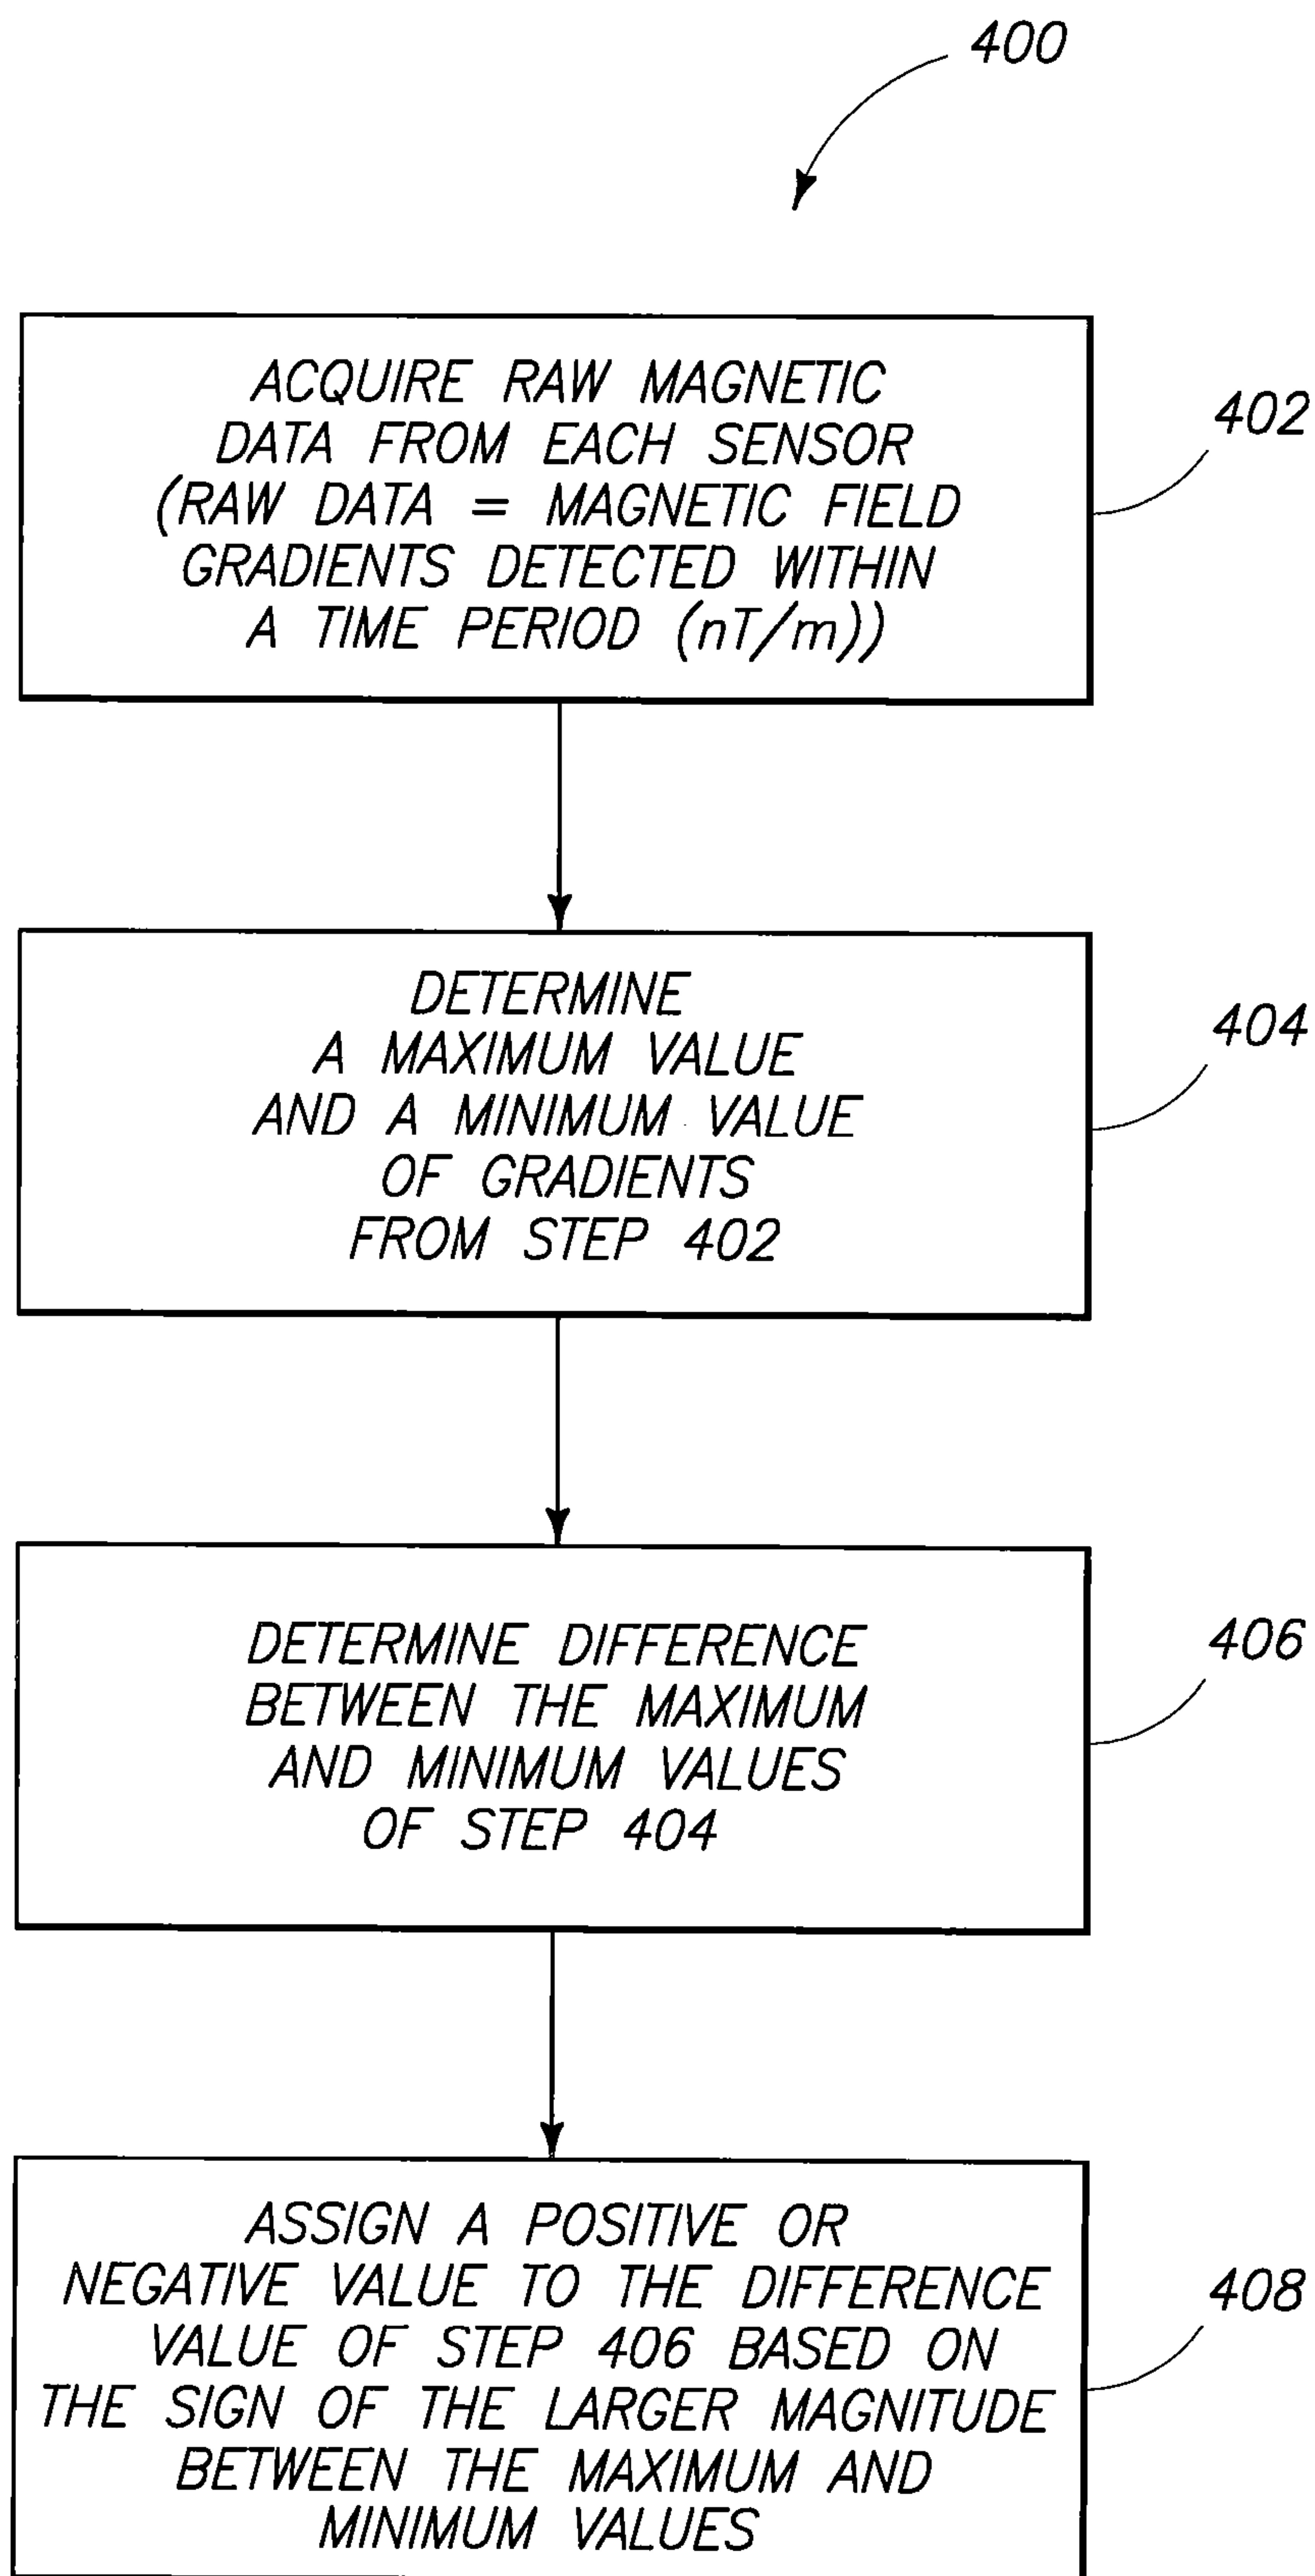 400
ACQUIRE RAW MAGNETIC
DATA FROM EACH SENSOR
(RAW DATA = MAGNETIC FIELD
GRADIENTS DETECTED WITHIN
A TIME PERIOD (nT/m))
402
DETERMINE
A MAXIMUM VALUE
AND A MINIMUM VALUE
OF GRADIENTS
FROM STEP 402
404
DETERMINE DIFFERENCE
BETWEEN THE MAXIMUM
AND MINIMUM VALUES
OF STEP 404
406
ASSIGN A POSITIVE OR
NEGATIVE VALUE TO THE DIFFERENCE
VALUE OF STEP 406 BASED ON
THE SIGN OF THE LARGER MAGNITUDE
BETWEEN THE MAXIMUM AND
MINIMUM VALUES
408